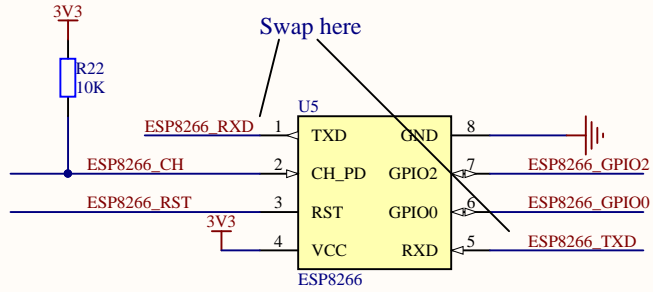 3V3
Swap here
R22
10K
U5
ESP8266_RXD 1 TXD GND 8
ESP8266_CH 2 CH_PD GPIO2 7 ESP8266_GPIO2
ESP8266_RST 3 RST GPIO0 6 ESP8266_GPIO0
3V3
4 VCC RXD 5 ESP8266_TXD
ESP8266